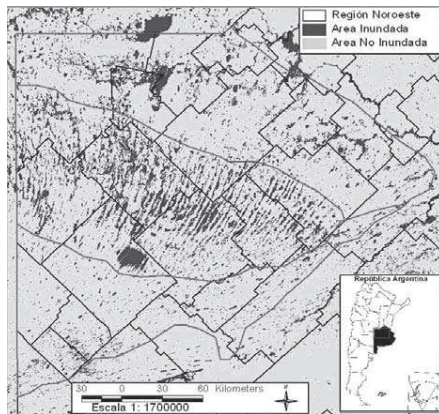 Región Noroeste
Area Inundada
Area No Inundada
República Argentina
30 0 30 60 Kilometers
Escala 1: 1700000